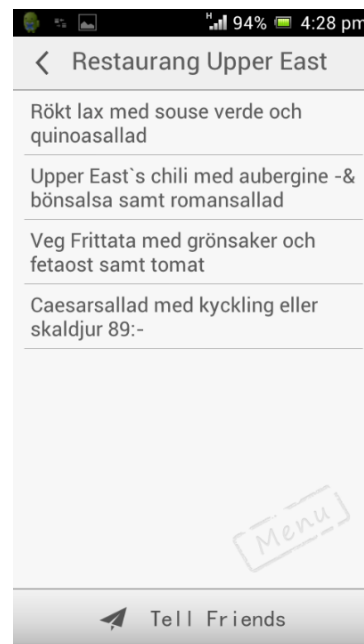 H 94% 4:28 pm
Restaurang Upper East
Rökt lax med souse verde och
quinoasallad
Upper East`s chili med aubergine -&
bönsalsa samt romansallad
Veg Frittata med grönsaker och
fetaost samt tomat
Caesarsallad med kyckling eller
skaldjur 89:-
Menu
Tell Friends